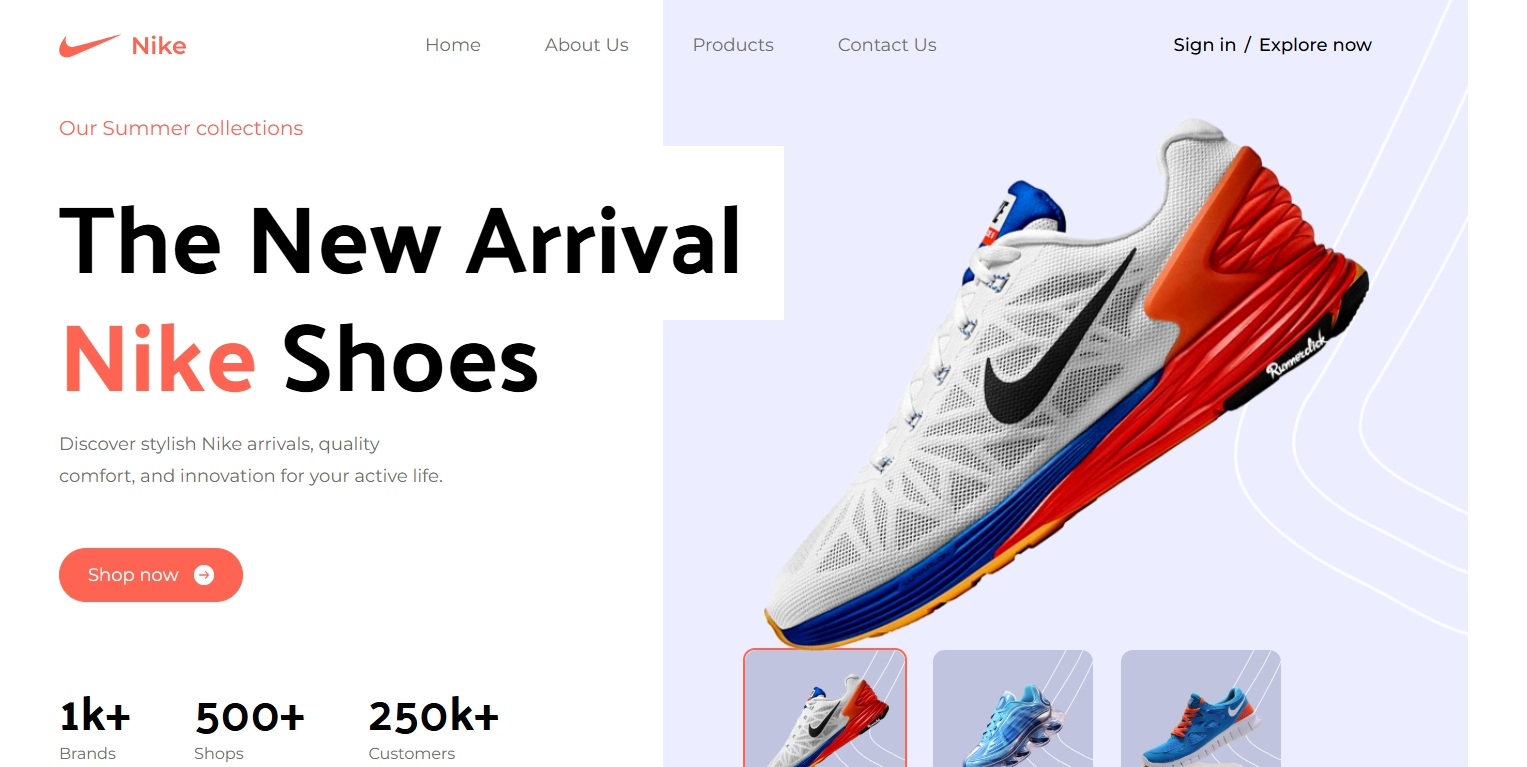 Nike
Home
About Us
Products
Contact Us
Sign in / Explore now
Our Summer collections
The New Arrival
Nike Shoes
Discover stylish Nike arrivals, quality
comfort, and innovation for your active life.
Shop now
Runnerclick
1k+
500+
250k+
Brands
Shops
Customers